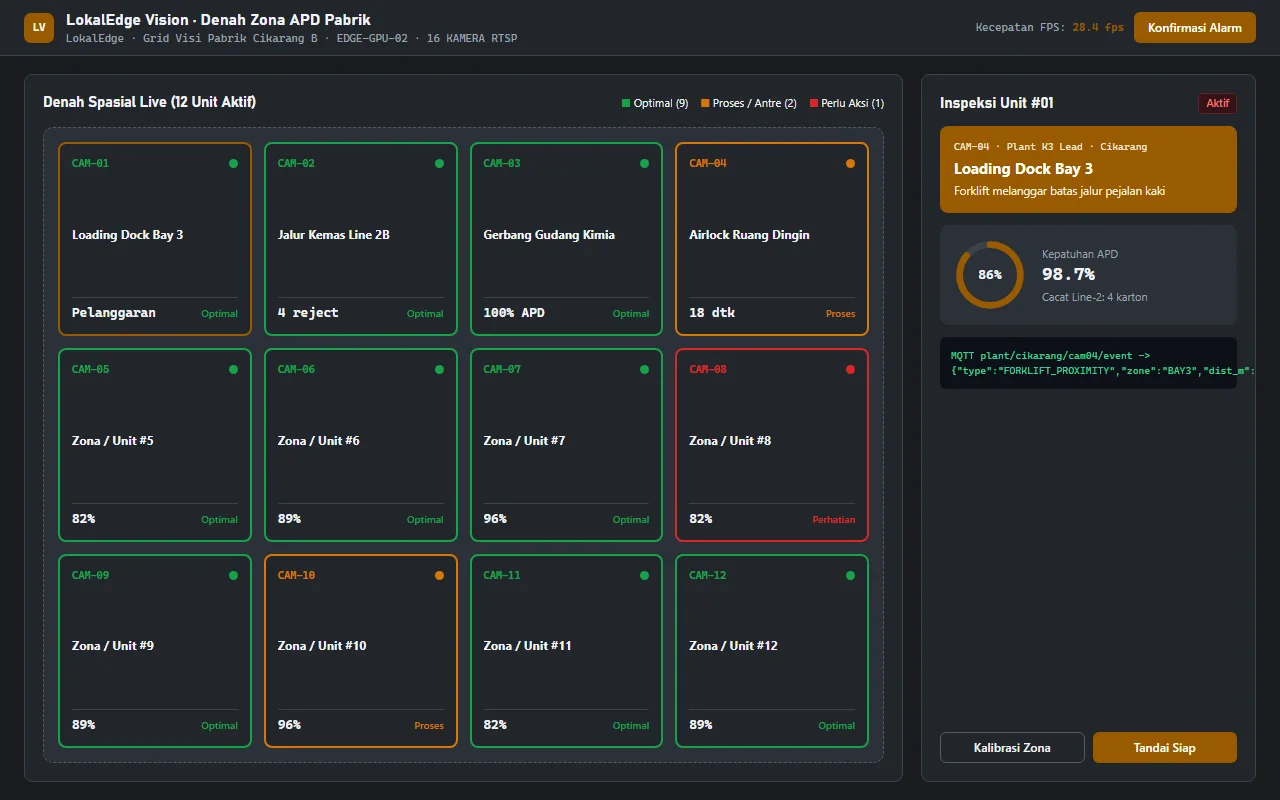 LV
LokalEdge Vision · Denah Zona APD Pabrik
LokalEdge · Grid Visi Pabrik Cikarang B · EDGE-GPU-02 · 16 KAMERA RTSP
Kecepatan FPS: 28.4 fps
Konfirmasi Alarm
Denah Spasial Live (12 Unit Aktif)
Optimal (9)
Proses / Antre (2)
Perlu Aksi (1)
CAM-01
Loading Dock Bay 3
Pelanggaran
Optimal
CAM-02
Jalur Kemas Line 2B
4 reject
Optimal
CAM-03
Gerbang Gudang Kimia
100% APD
Optimal
CAM-04
Airlock Ruang Dingin
18 dtk
Proses
CAM-05
Zona / Unit #5
82%
Optimal
CAM-06
Zona / Unit #6
89%
Optimal
CAM-07
Zona / Unit #7
96%
Optimal
CAM-08
Zona / Unit #8
82%
Perhatian
CAM-09
Zona / Unit #9
89%
Optimal
CAM-10
Zona / Unit #10
96%
Proses
CAM-11
Zona / Unit #11
82%
Optimal
CAM-12
Zona / Unit #12
89%
Optimal
Inspeksi Unit #01
Aktif
CAM-04 · Plant K3 Lead · Cikarang
Loading Dock Bay 3
Forklift melanggar batas jalur pejalan kaki
86%
Kepatuhan APD
98.7%
Cacat Line-2: 4 karton
MQTT plant/cikarang/cam04/event ->
{"type":"FORKLIFT_PROXIMITY","zone":"BAY3","dist_m":
Kalibrasi Zona
Tandai Siap